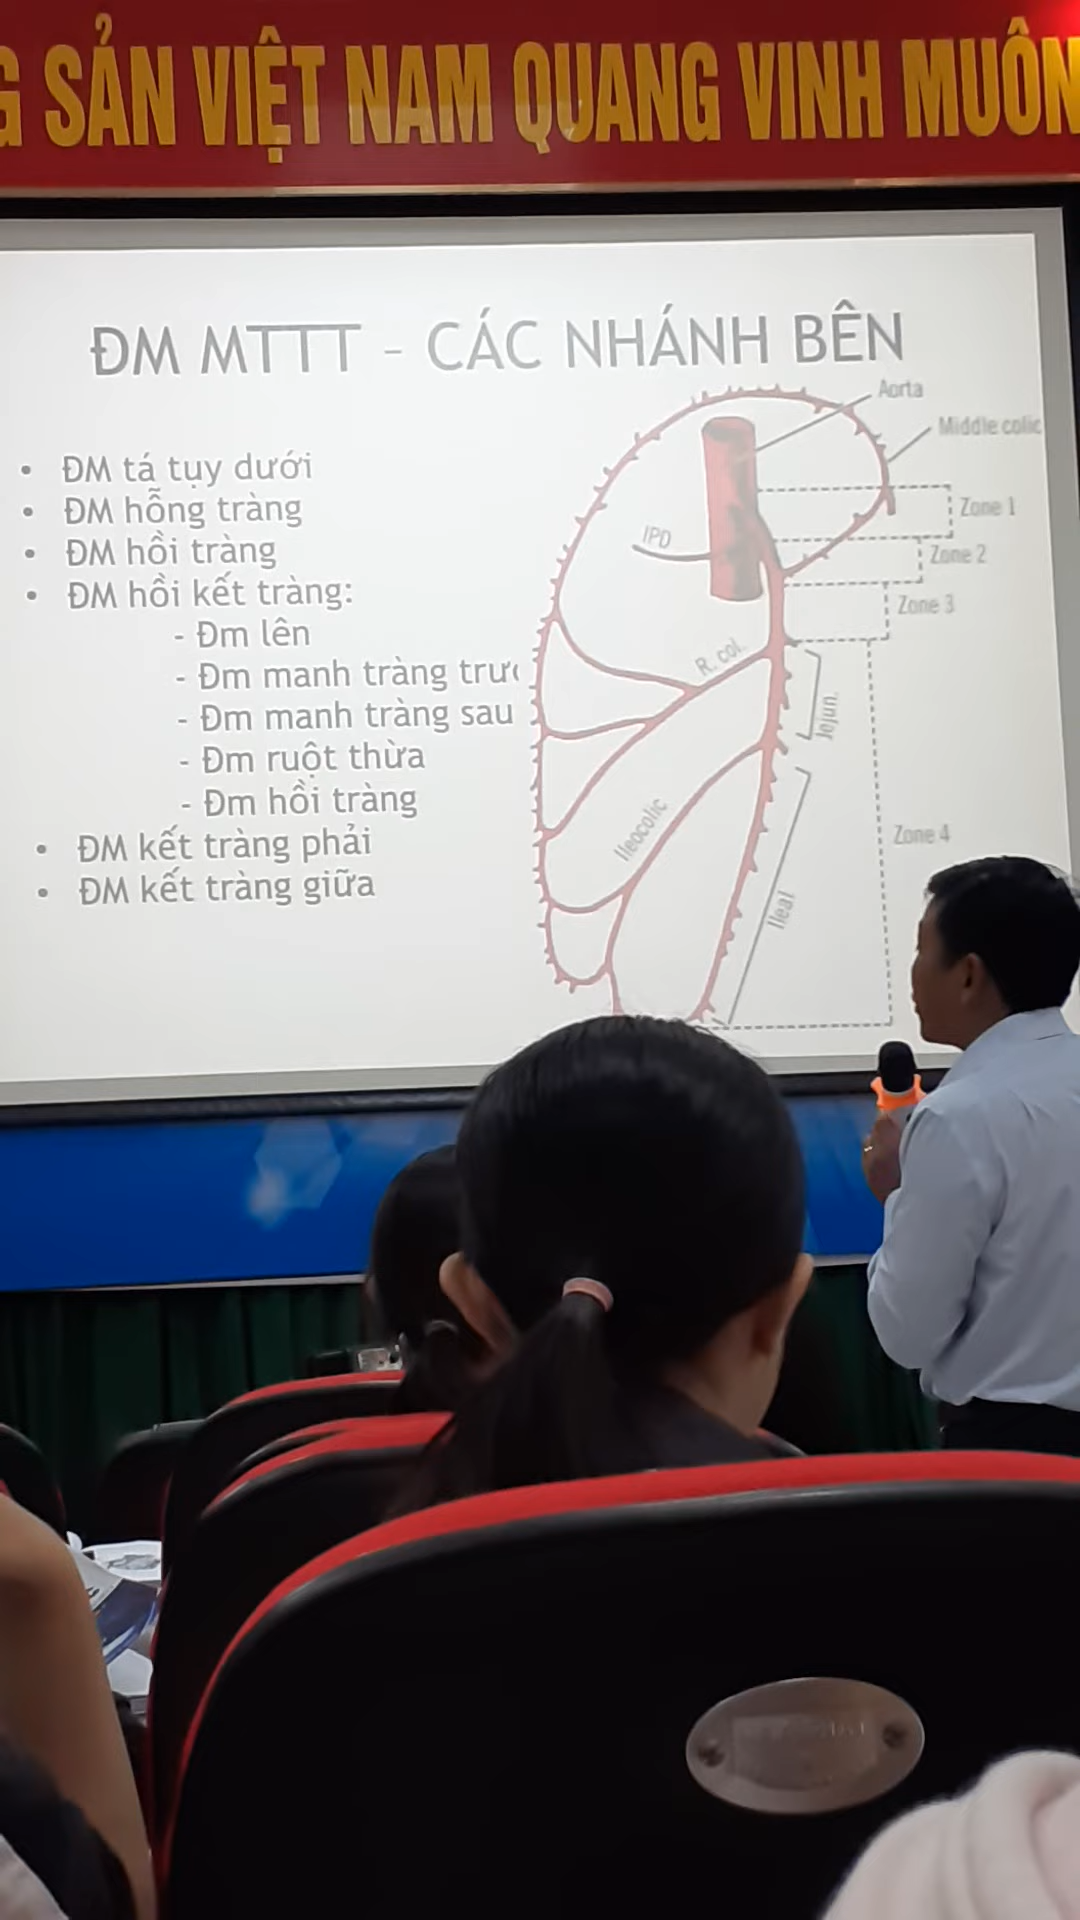 SẢN VIỆT NAM QUANG VINH MUÔN
ĐM MTTT - CÁC NHÁNH BÊN
• ĐM tá tụy dưới
• ĐM hỗng tràng
• ĐM hồi tràng
• ĐM hồi kết tràng:
- Đm lên
- Đm manh tràng trướ
- Đm manh tràng sau
- Đm ruột thừa
- Đm hồi tràng
• ĐM kết tràng phải
• ĐM kết tràng giữa
Aorta
Middle colic
Zone 1
IPD
Zone 2
Zone 3
R. col.
Jejun.
Ileocolic
Zone 4
Ileal